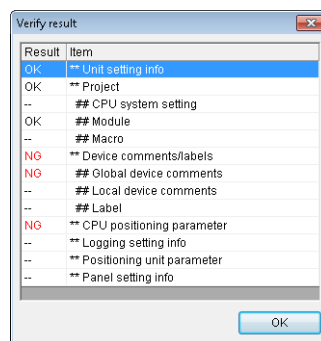 Verify result
Result Item
OK ** Unit setting info
OK ** Project
-- ## CPU system setting
OK ## Module
-- ## Macro
NG ** Device comments/labels
NG ## Global device comments
-- ## Local device comments
-- ## Label
NG ** CPU positioning parameter
-- ** Logging setting info
-- ** Positioning unit parameter
-- ** Panel setting info
OK